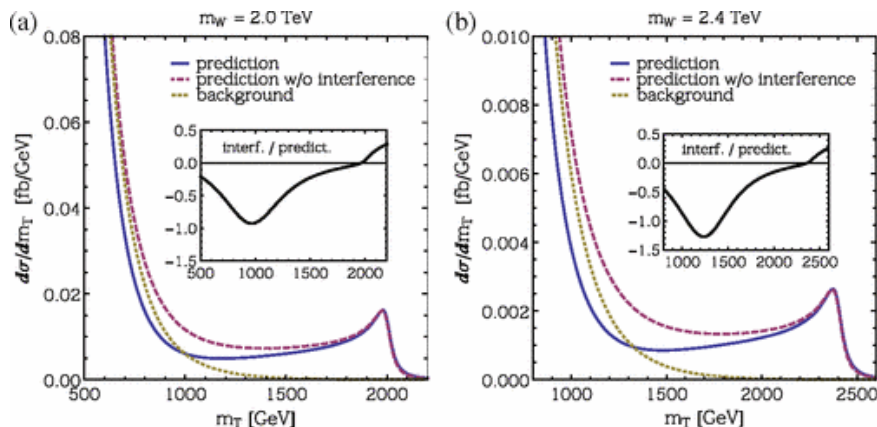 (a)
m_W' = 2.0 TeV
0.08
0.06
0.04
0.02
0.00
dσ/dm_T [fb/GeV]
prediction
prediction w/o interference
background
interf. / predict.
0.5
0.0
−0.5
−1.0
−1.5
500 1000 1500 2000
500 1000 1500 2000
m_T [GeV]
(b)
m_W' = 2.4 TeV
0.010
0.008
0.006
0.004
0.002
0.000
dσ/dm_T [fb/GeV]
prediction
prediction w/o interference
background
interf. / predict.
0.5
0.0
−0.5
−1.0
−1.5
1000 1500 2000 2500
1000 1500 2000 2500
m_T [GeV]